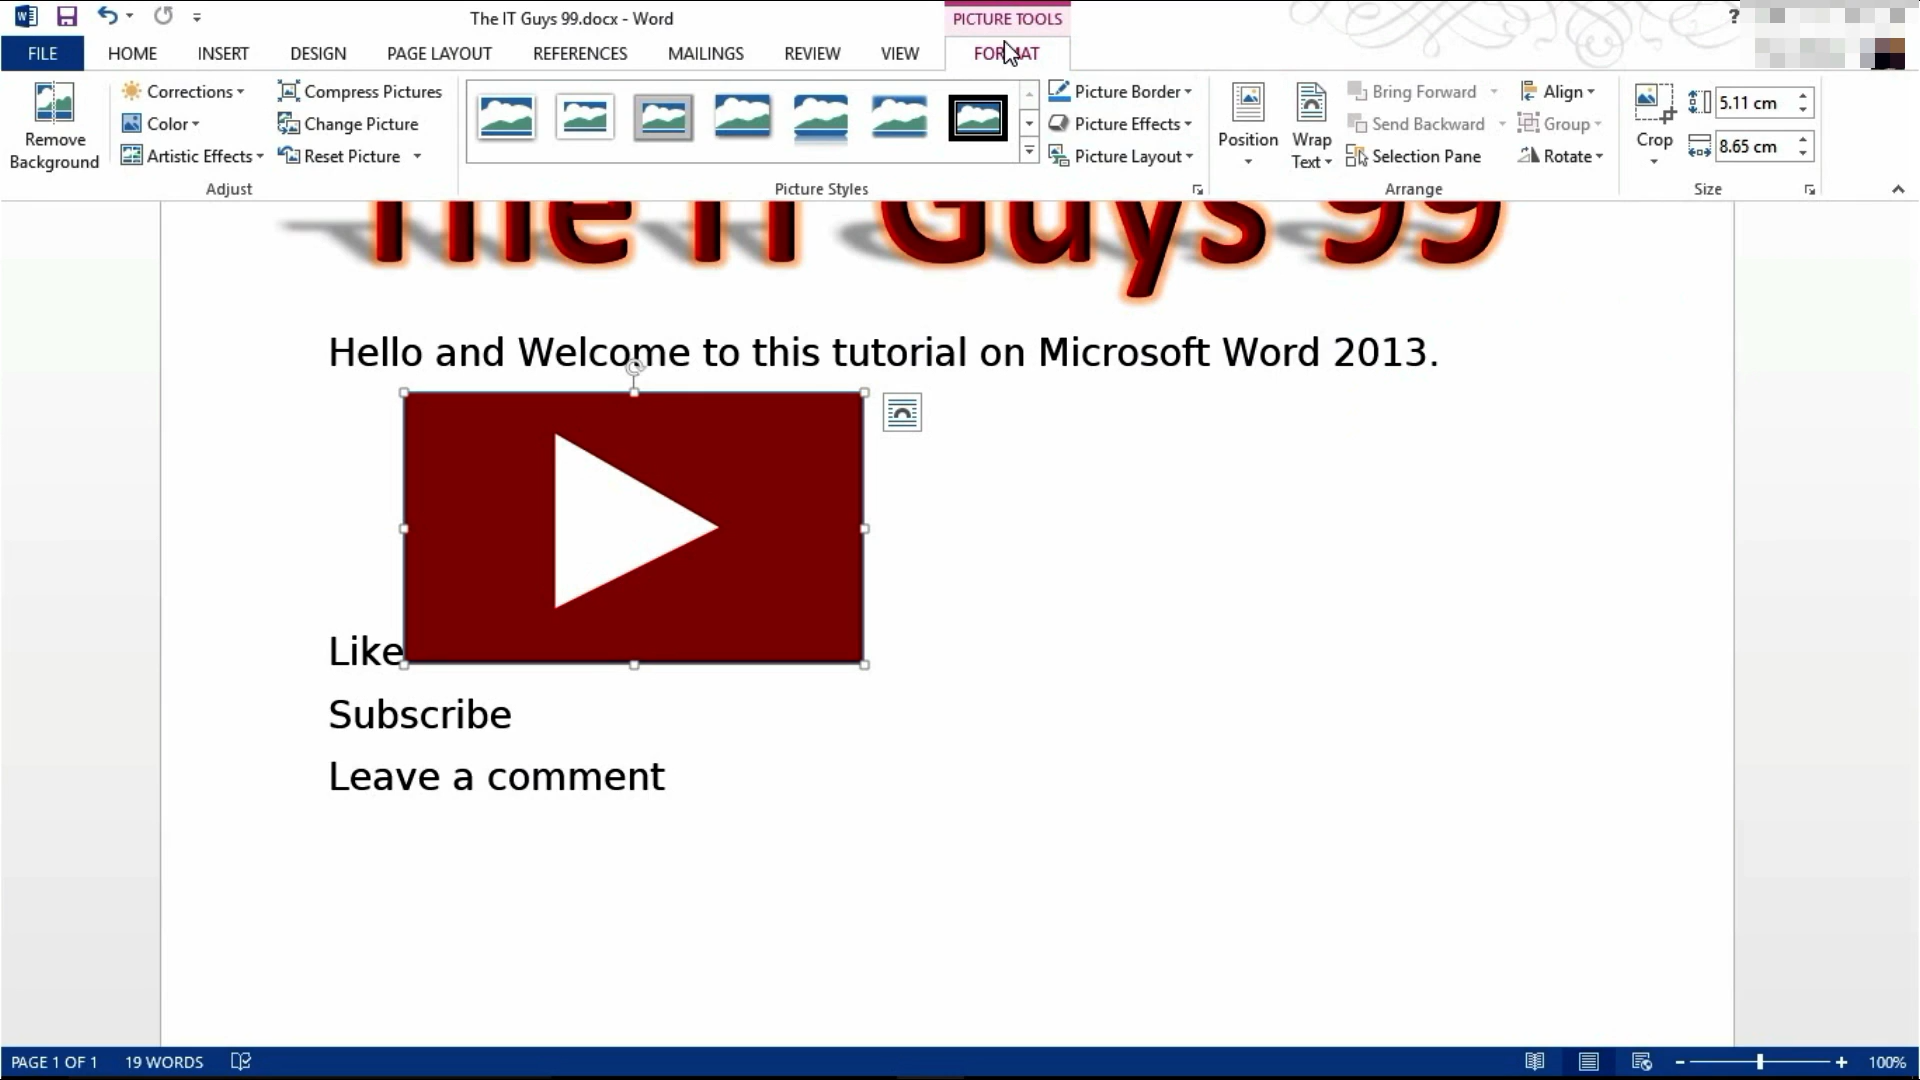 The IT Guys 99.docx - Word
PICTURE TOOLS
?
FILE HOME INSERT DESIGN PAGE LAYOUT REFERENCES MAILINGS REVIEW VIEW FORMAT
Remove Background
Corrections
Color
Artistic Effects
Compress Pictures
Change Picture
Reset Picture
Adjust
Picture Styles
Picture Border
Picture Effects
Picture Layout
Position
Wrap Text
Bring Forward
Send Backward
Selection Pane
Align
Group
Rotate
Arrange
Crop
5.11 cm
8.65 cm
Size
The IT Guys 99
Hello and Welcome to this tutorial on Microsoft Word 2013.
Like
Subscribe
Leave a comment
PAGE 1 OF 1 19 WORDS 100%